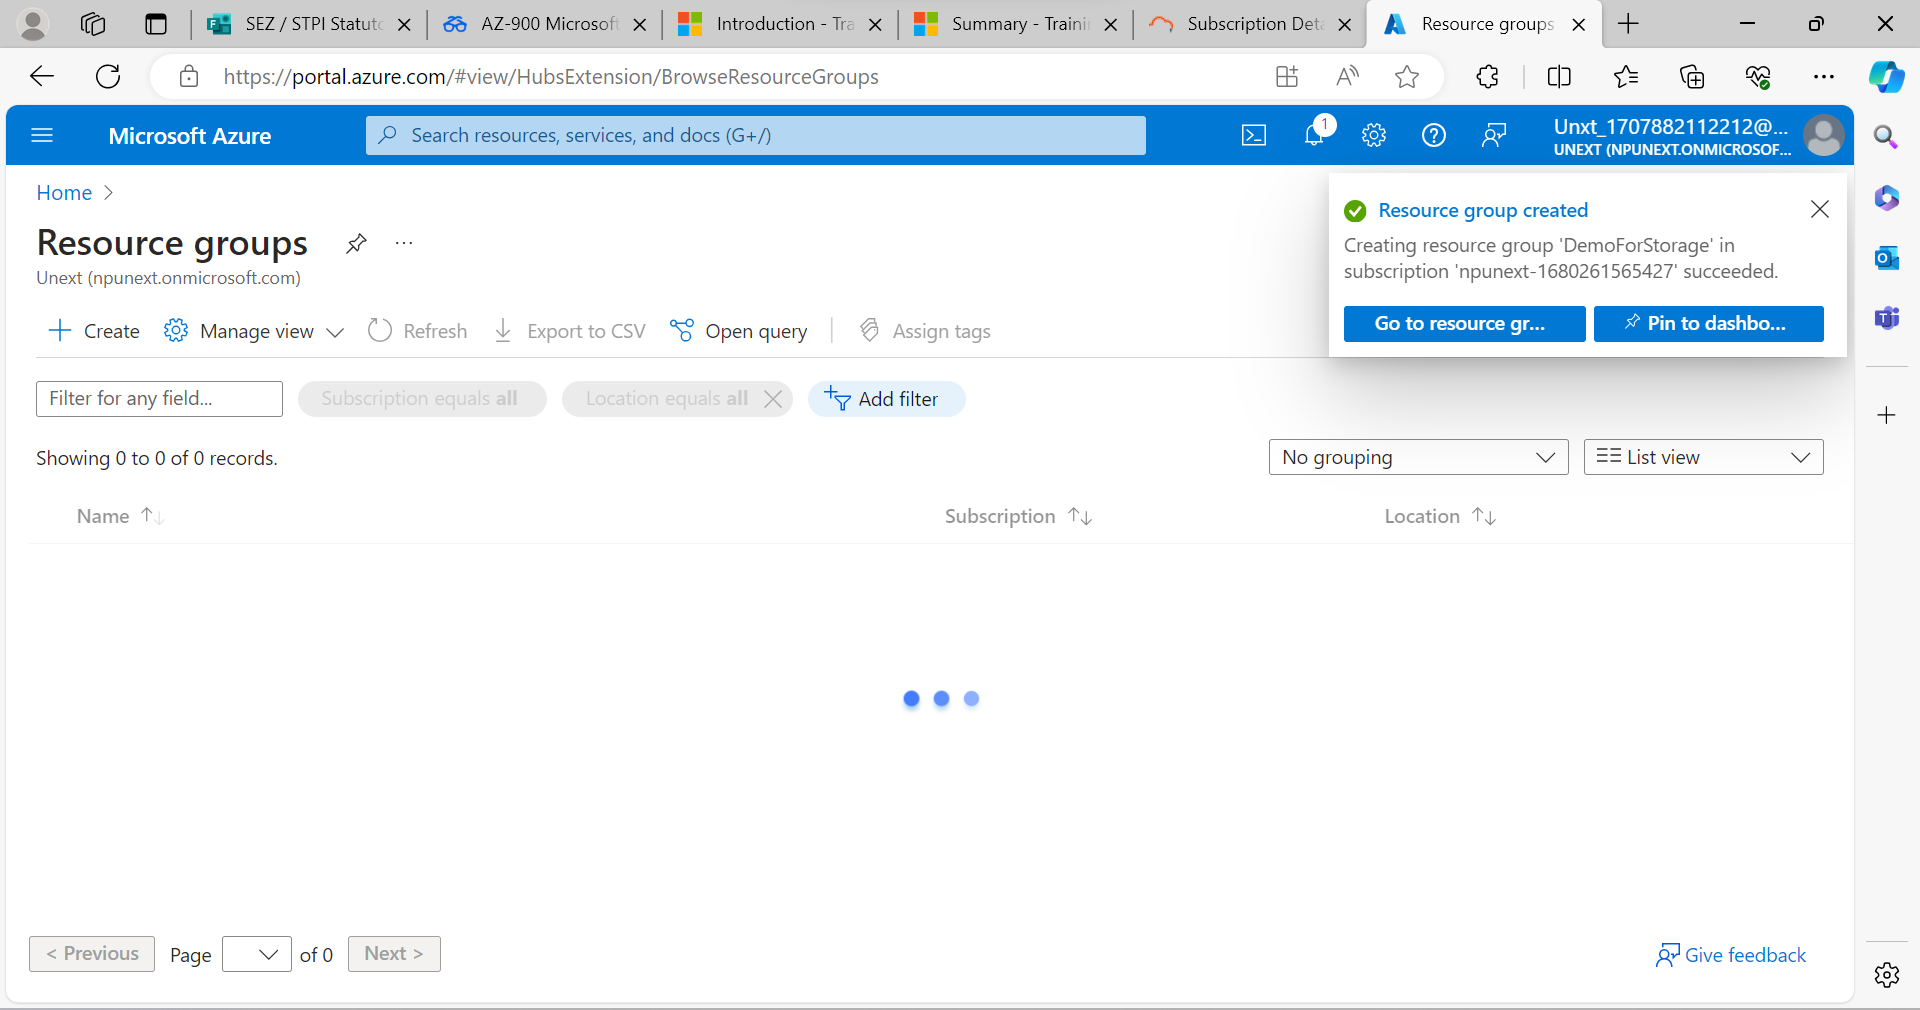 SEZ / STPI Statut
AZ-900 Microsoft
Introduction - Tra
Summary - Traini
Subscription Deta
Resource groups
https://portal.azure.com/#view/HubsExtension/BrowseResourceGroups
Microsoft Azure
Search resources, services, and docs (G+/)
1
Unxt_1707882112212@...
UNEXT (NPUNEXT.ONMICROSOF...
Home
Resource groups
...
Unext (npunext.onmicrosoft.com)
Resource group created
Creating resource group 'DemoForStorage' in
subscription 'npunext-1680261565427' succeeded.
Go to resource gr...
Pin to dashbo...
Create
Manage view
Refresh
Export to CSV
Open query
Assign tags
Filter for any field...
Subscription equals all
Location equals all
Add filter
Showing 0 to 0 of 0 records.
No grouping
List view
Name
Subscription
Location
< Previous
Page
of 0
Next >
Give feedback